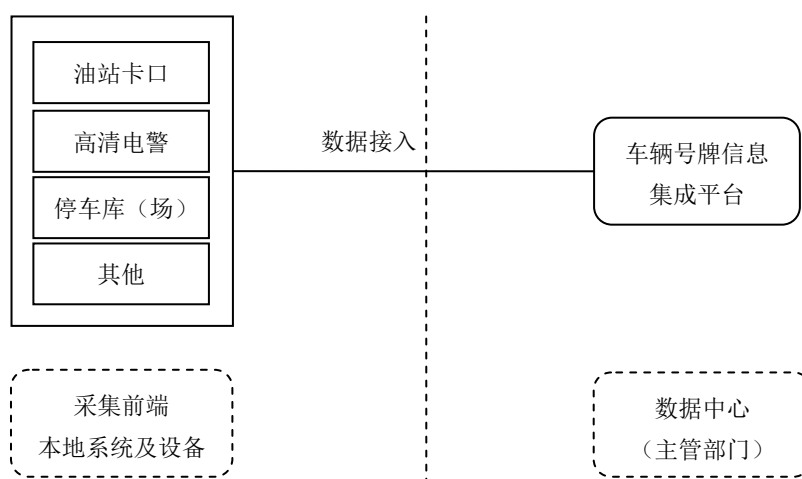 油站卡口
高清电警
停车库（场）
其他
数据接入
车辆号牌信息
集成平台
采集前端
本地系统及设备
数据中心
（主管部门）